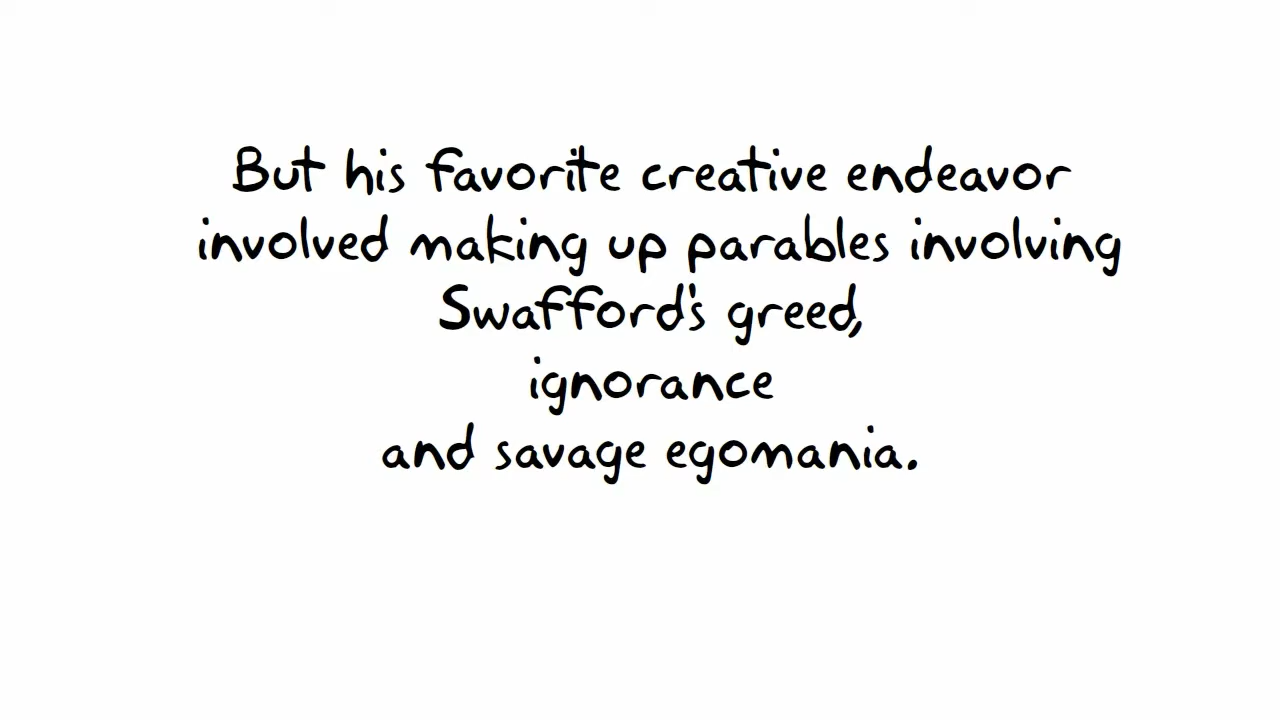 But his favorite creative endeavor
involved making up parables involving
Swafford's greed,
ignorance
and savage egomania.